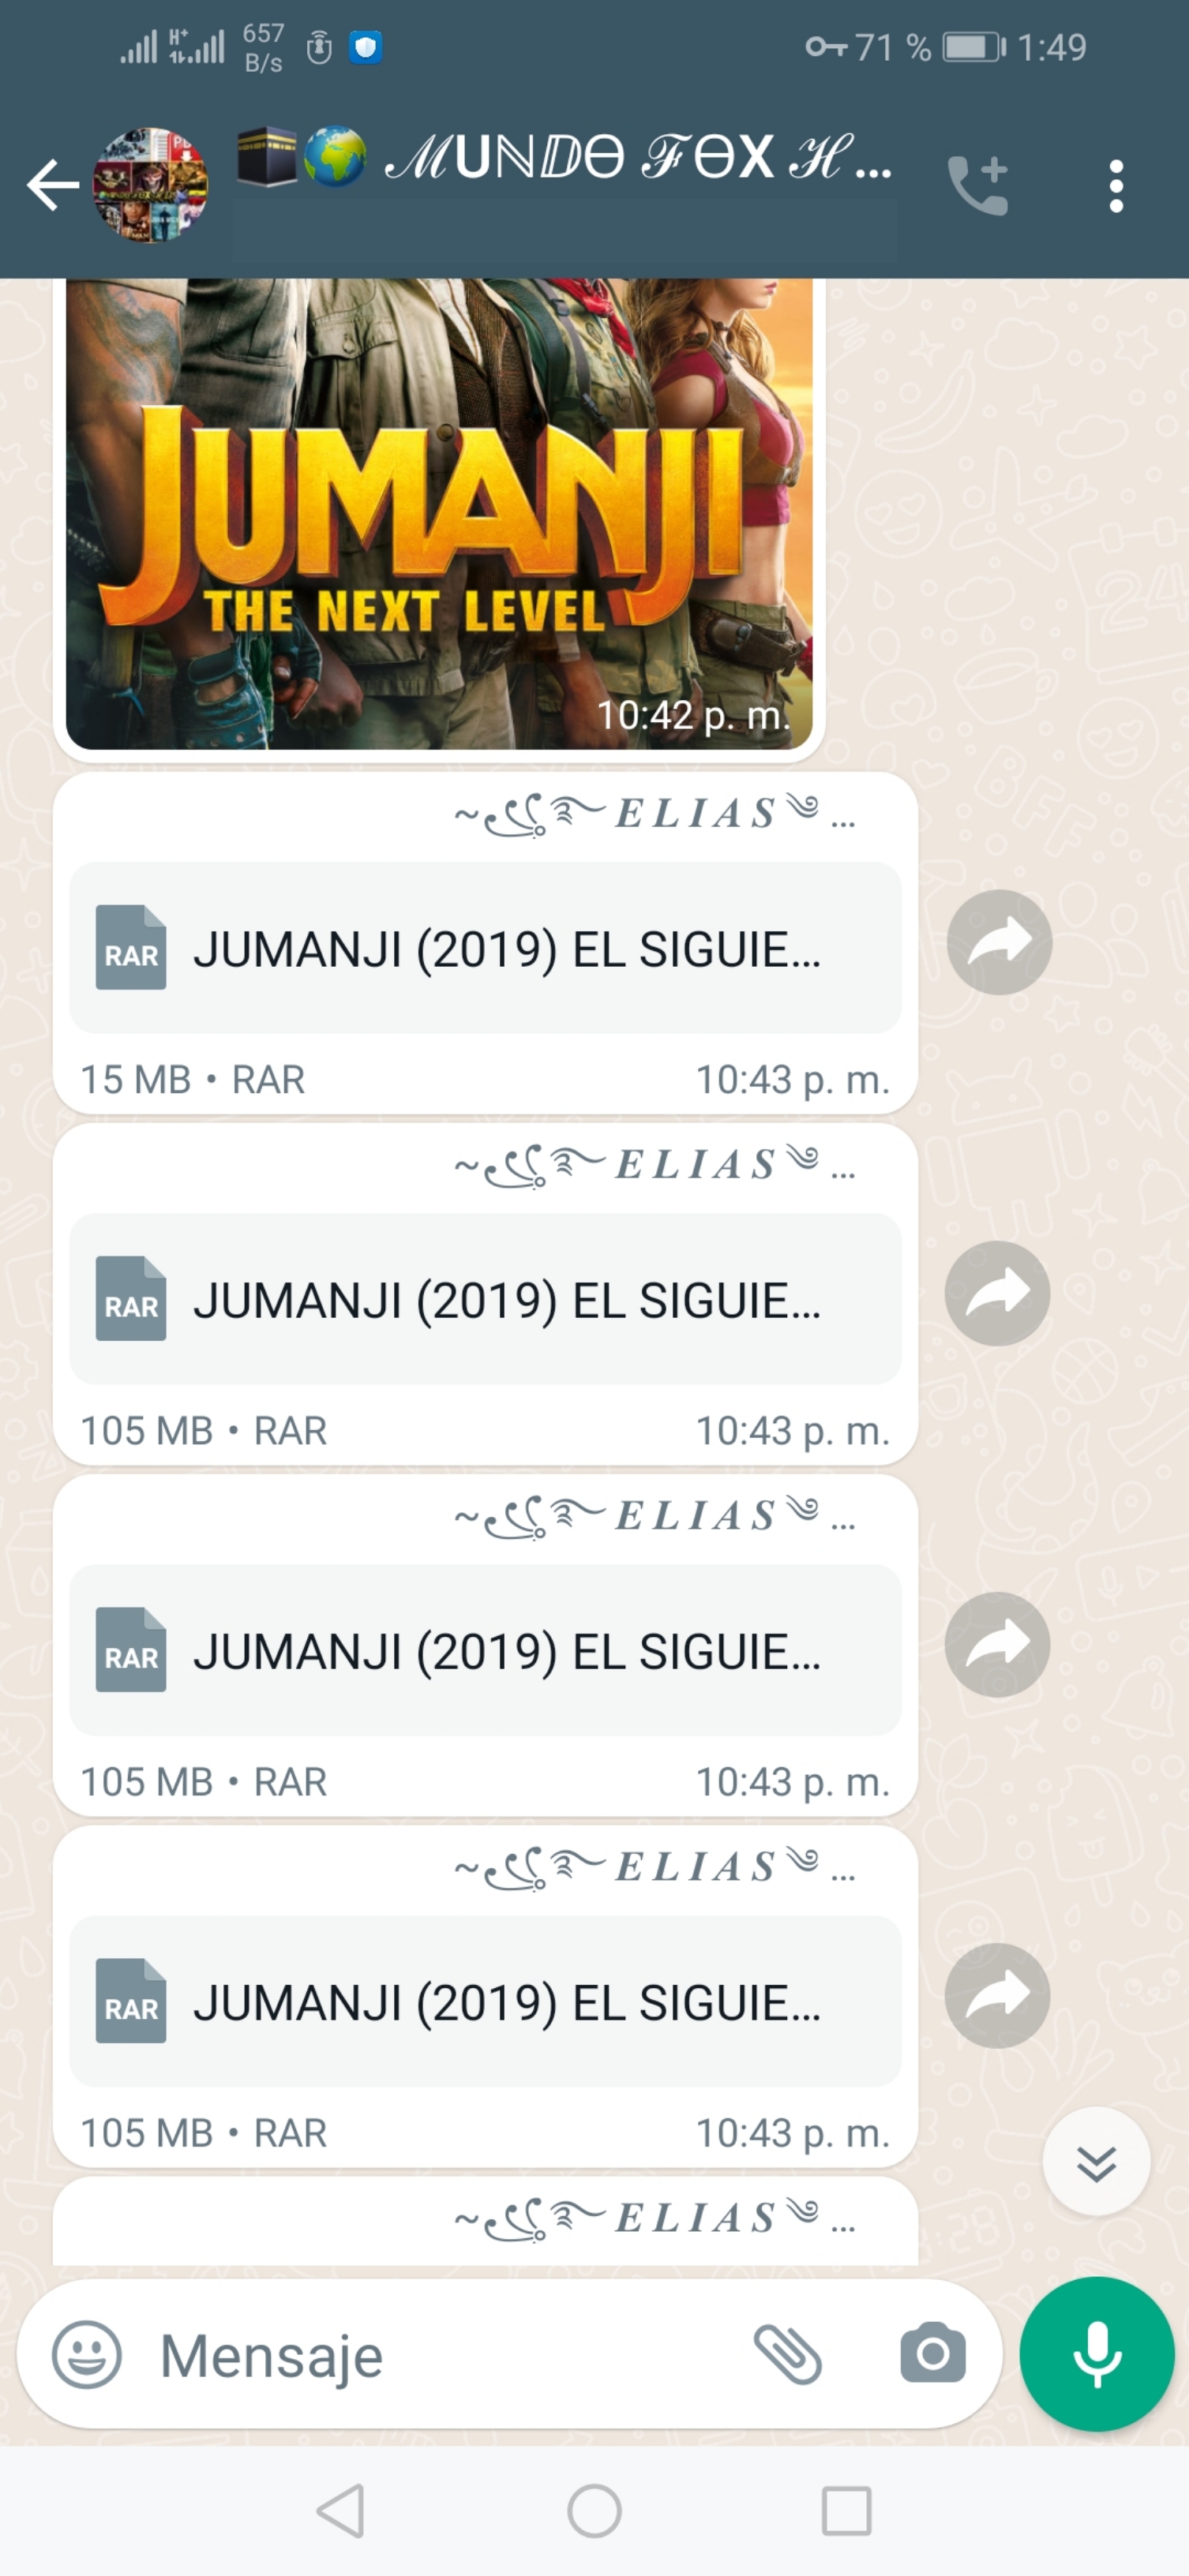 657
B/s
71 %
1:49
🕋🌍 ℳUℕⅅϴ ℱϴX ℋ...
JUMANJI
THE NEXT LEVEL
10:42 p. m.
~ELIAS...
RAR
JUMANJI (2019) EL SIGUIE...
15 MB • RAR
10:43 p. m.
~ELIAS...
RAR
JUMANJI (2019) EL SIGUIE...
105 MB • RAR
10:43 p. m.
~ELIAS...
RAR
JUMANJI (2019) EL SIGUIE...
105 MB • RAR
10:43 p. m.
~ELIAS...
RAR
JUMANJI (2019) EL SIGUIE...
105 MB • RAR
10:43 p. m.
~ELIAS...
Mensaje